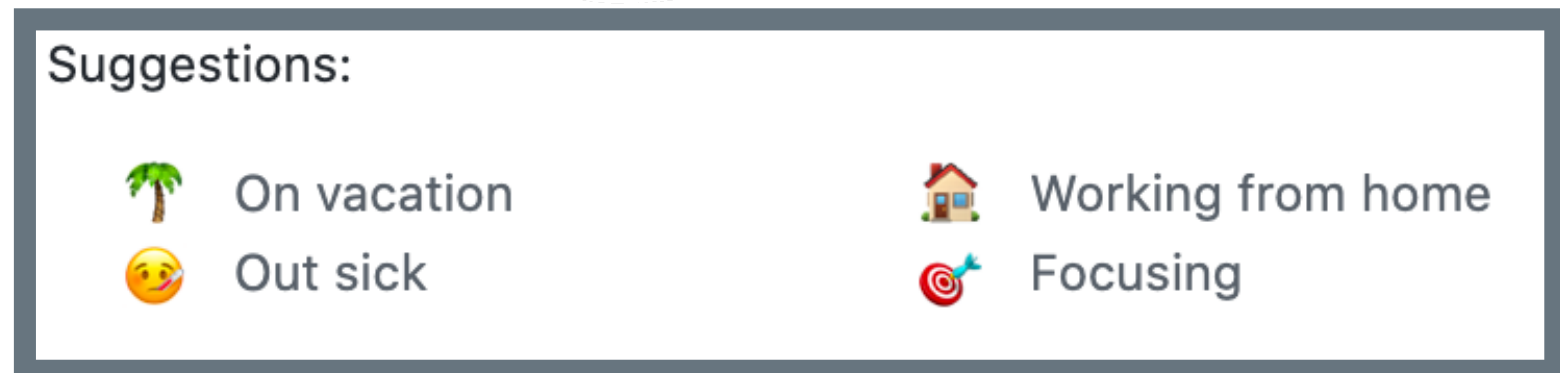 Suggestions:
🌴 On vacation
🏠 Working from home
🤒 Out sick
🎯 Focusing